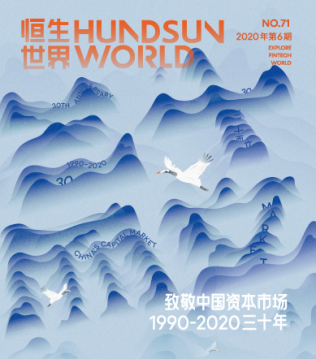 恒生 HUNDSUN
世界 WORLD
NO.71
2020年第6期
EXPLORE
FINTECH
WORLD
30
1990-2020
30
CHINA'S CAPITAL MARKET
MARKET
致敬中国资本市场
1990-2020三十年